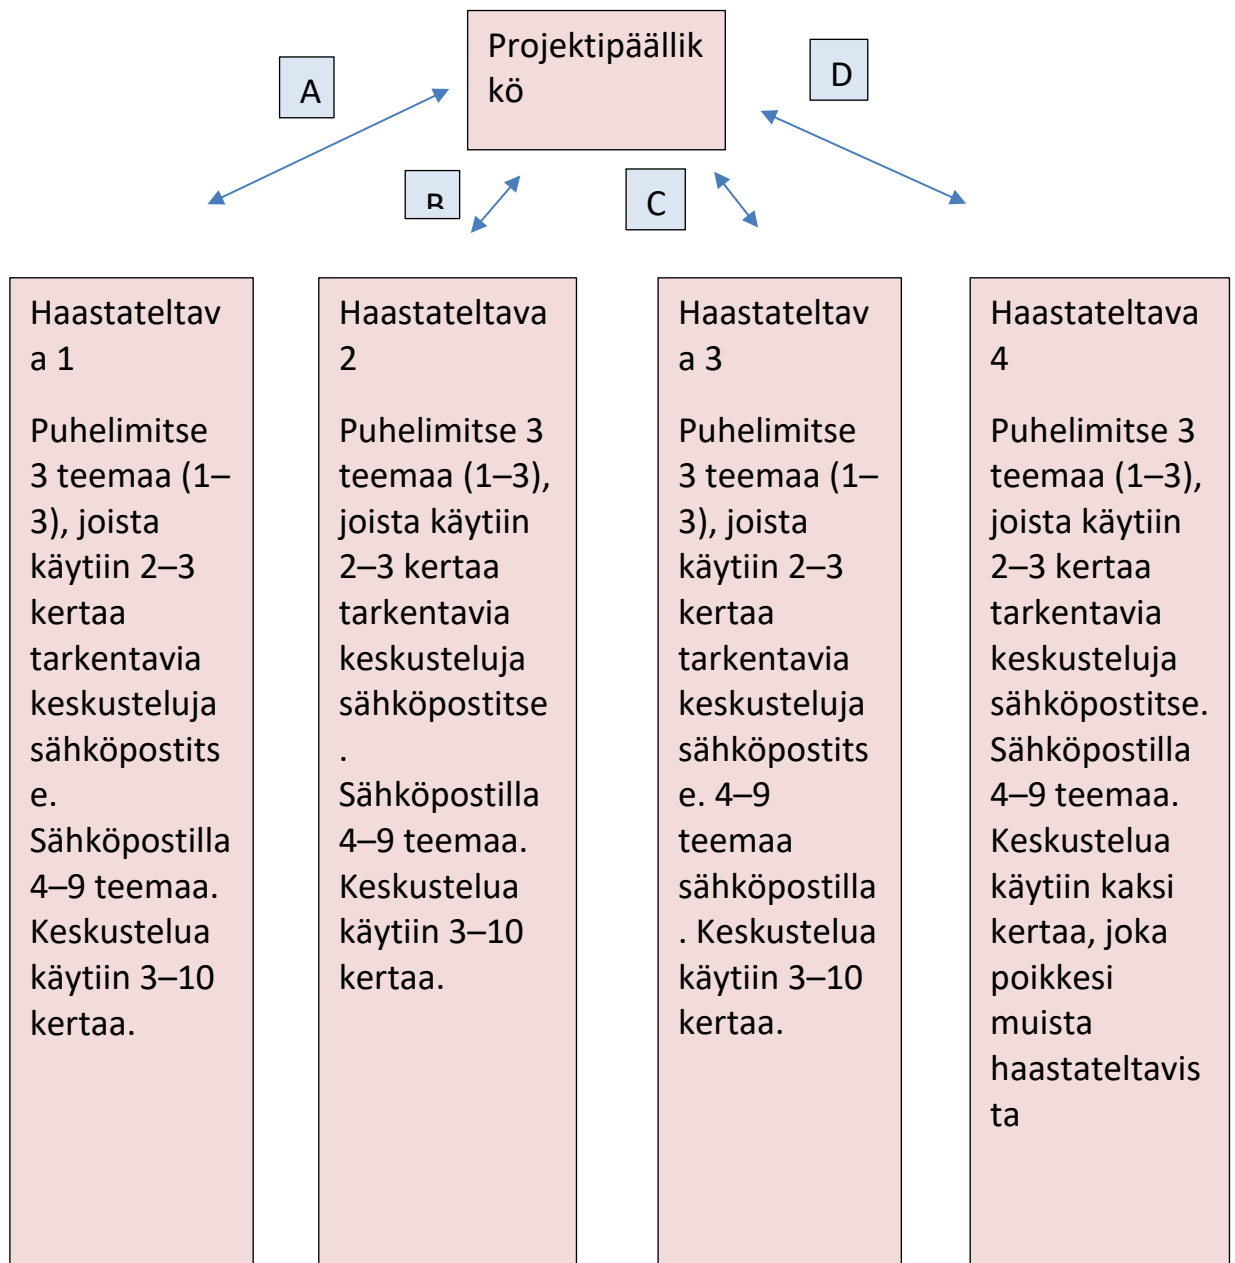 Projektipäällik
kö
A
D
B
C
Haastateltav
a 1
Puhelimitse
3 teemaa (1–
3), joista
käytiin 2–3
kertaa
tarkentavia
keskusteluja
sähköpostits
e.
Sähköpostilla
4–9 teemaa.
Keskustelua
käytiin 3–10
kertaa.
Haastateltava
2
Puhelimitse 3
teemaa (1–3),
joista käytiin
2–3 kertaa
tarkentavia
keskusteluja
sähköpostitse
.
Sähköpostilla
4–9 teemaa.
Keskustelua
käytiin 3–10
kertaa.
Haastateltav
a 3
Puhelimitse
3 teemaa (1–
3), joista
käytiin 2–3
kertaa
tarkentavia
keskusteluja
sähköpostits
e. 4–9
teemaa
sähköpostilla
. Keskustelua
käytiin 3–10
kertaa.
Haastateltava
4
Puhelimitse 3
teemaa (1–3),
joista käytiin
2–3 kertaa
tarkentavia
keskusteluja
sähköpostitse.
Sähköpostilla
4–9 teemaa.
Keskustelua
käytiin kaksi
kertaa, joka
poikkesi
muista
haastateltavis
ta